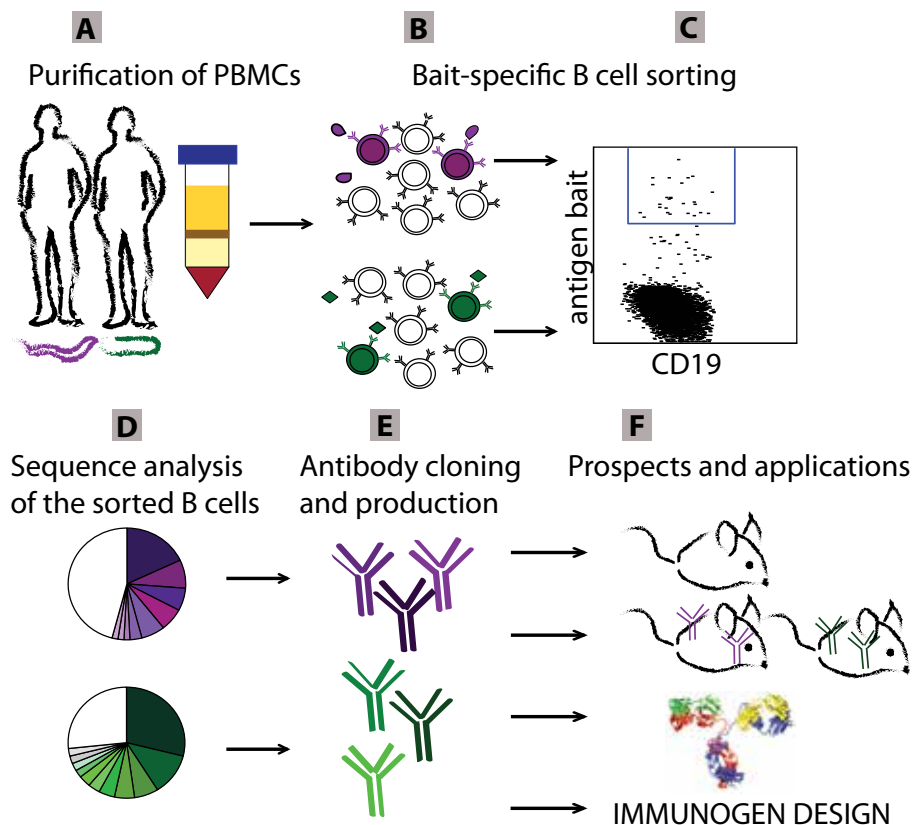 A
B
C
Purification of PBMCs
Bait-specific B cell sorting
antigen bait
CD19
D
E
F
Sequence analysis
of the sorted B cells
Antibody cloning
and production
Prospects and applications
IMMUNOGEN DESIGN